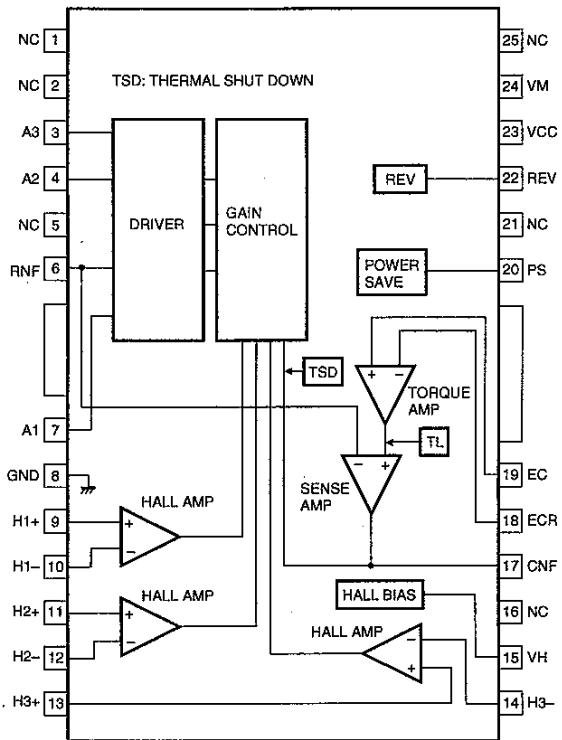 NC 1
25 NC
NC 2
TSD: THERMAL SHUT DOWN
24 VM
A3 3
23 VCC
A2 4
REV
22 REV
NC 5
DRIVER
GAIN
CONTROL
21 NC
RNF 6
POWER
SAVE
20 PS
TSD
+ −
TORQUE
AMP
A1 7
TL
GND 8
− +
SENSE
AMP
19 EC
HALL AMP
H1+ 9
+
18 ECR
H1− 10
−
17 CNF
HALL AMP
HALL BIAS
H2+ 11
+
16 NC
HALL AMP
H2− 12
−
−
15 VH
+
H3+ 13
14 H3−